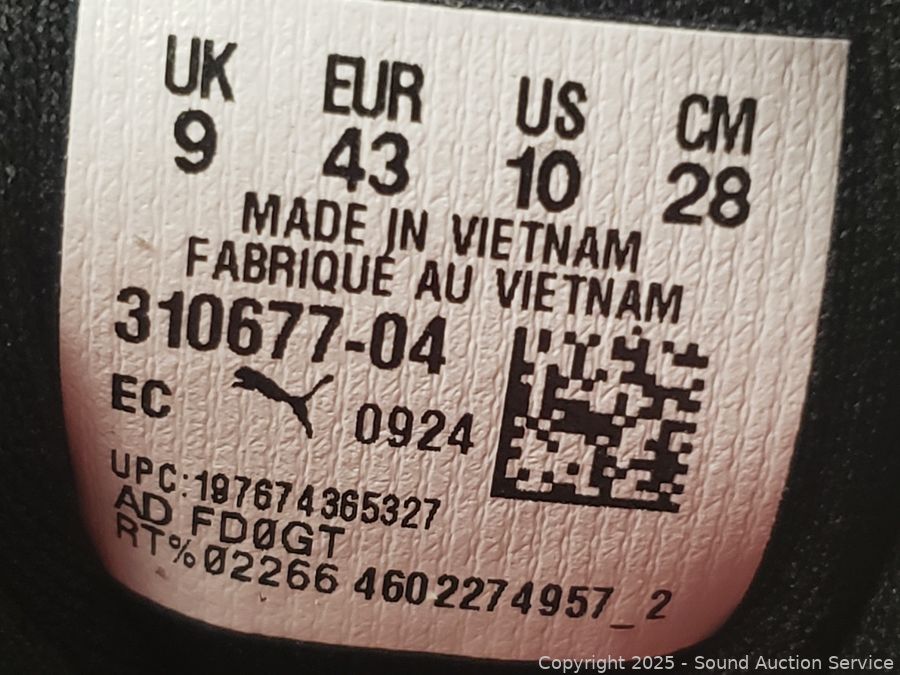 UK EUR US CM
9 43 10 28
MADE IN VIETNAM
FABRIQUE AU VIETNAM
310677-04
EC 0924
UPC:197674365327
AD FD0GT
RT%02266 4602274957_2
Copyright © 2025 - Sound Auction Service